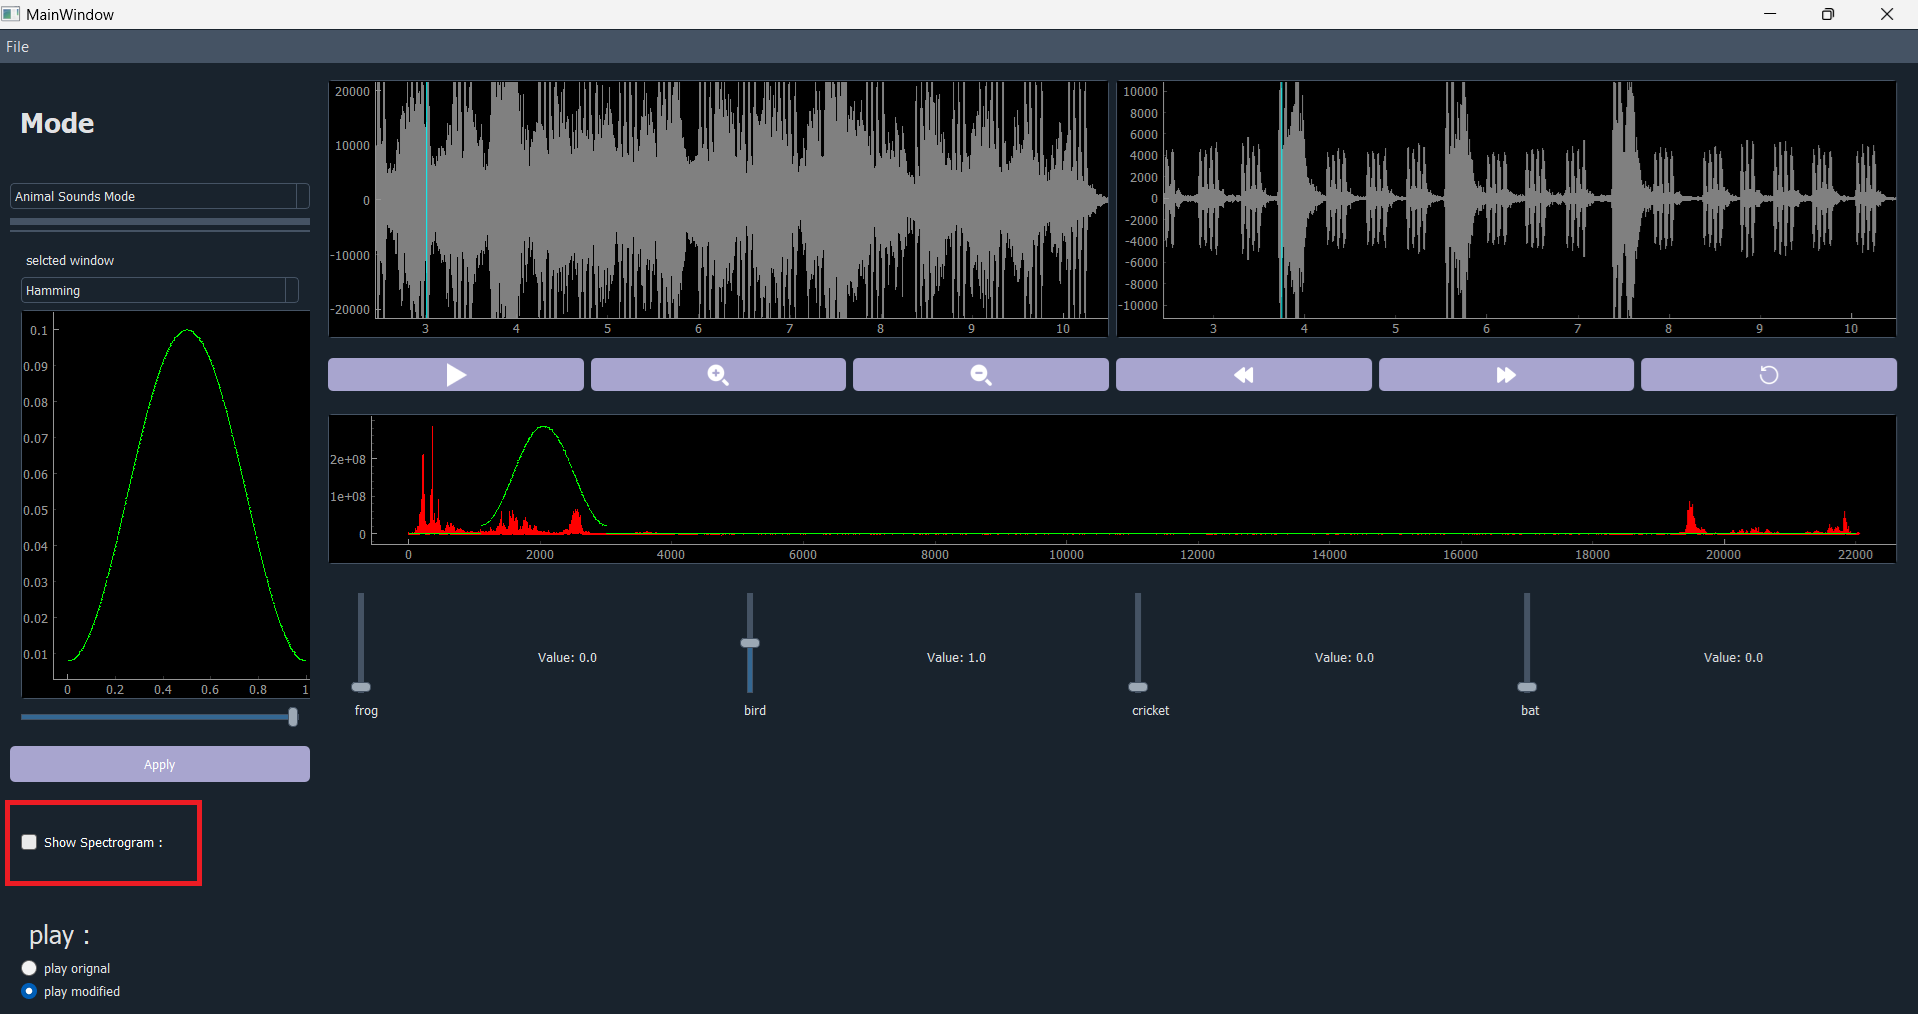 MainWindow
File
Mode
Animal Sounds Mode
selcted window
Hamming
0.1
0.09
0.08
0.07
0.06
0.05
0.04
0.03
0.02
0.01
0 0.2 0.4 0.6 0.8 1
Apply
Show Spectrogram :
play :
play orignal
play modified
20000
10000
0
-10000
-20000
3 4 5 6 7 8 9 10
10000
8000
6000
4000
2000
0
-2000
-4000
-6000
-8000
-10000
3 4 5 6 7 8 9 10
2e+08
1e+08
0
0 2000 4000 6000 8000 10000 12000 14000 16000 18000 20000 22000
Value: 0.0 Value: 1.0 Value: 0.0 Value: 0.0
frog bird cricket bat